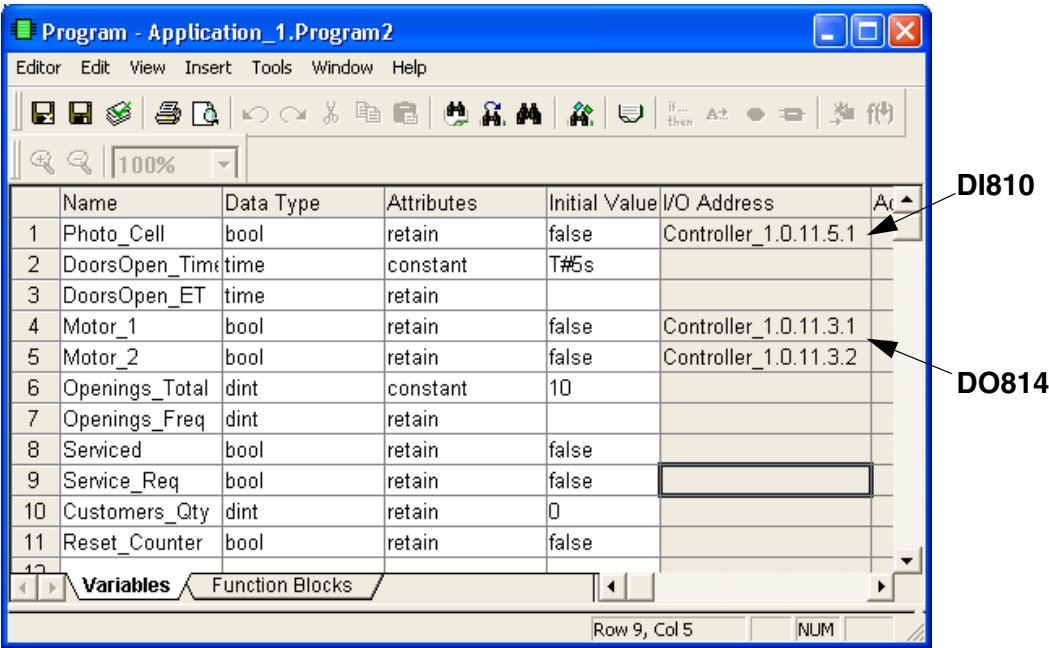 Program - Application_1.Program2
Editor Edit View Insert Tools Window Help
if... then
100%
Name Data Type Attributes Initial Value I/O Address
1 Photo_Cell bool retain false Controller_1.0.11.5.1
2 DoorsOpen_Time time constant T#5s
3 DoorsOpen_ET time retain
4 Motor_1 bool retain false Controller_1.0.11.3.1
5 Motor_2 bool retain false Controller_1.0.11.3.2
6 Openings_Total dint constant 10
7 Openings_Freq dint retain
8 Serviced bool retain false
9 Service_Req bool retain false
10 Customers_Qty dint retain 0
11 Reset_Counter bool retain false
12
Variables Function Blocks
Row 9, Col 5 NUM
DI810
DO814